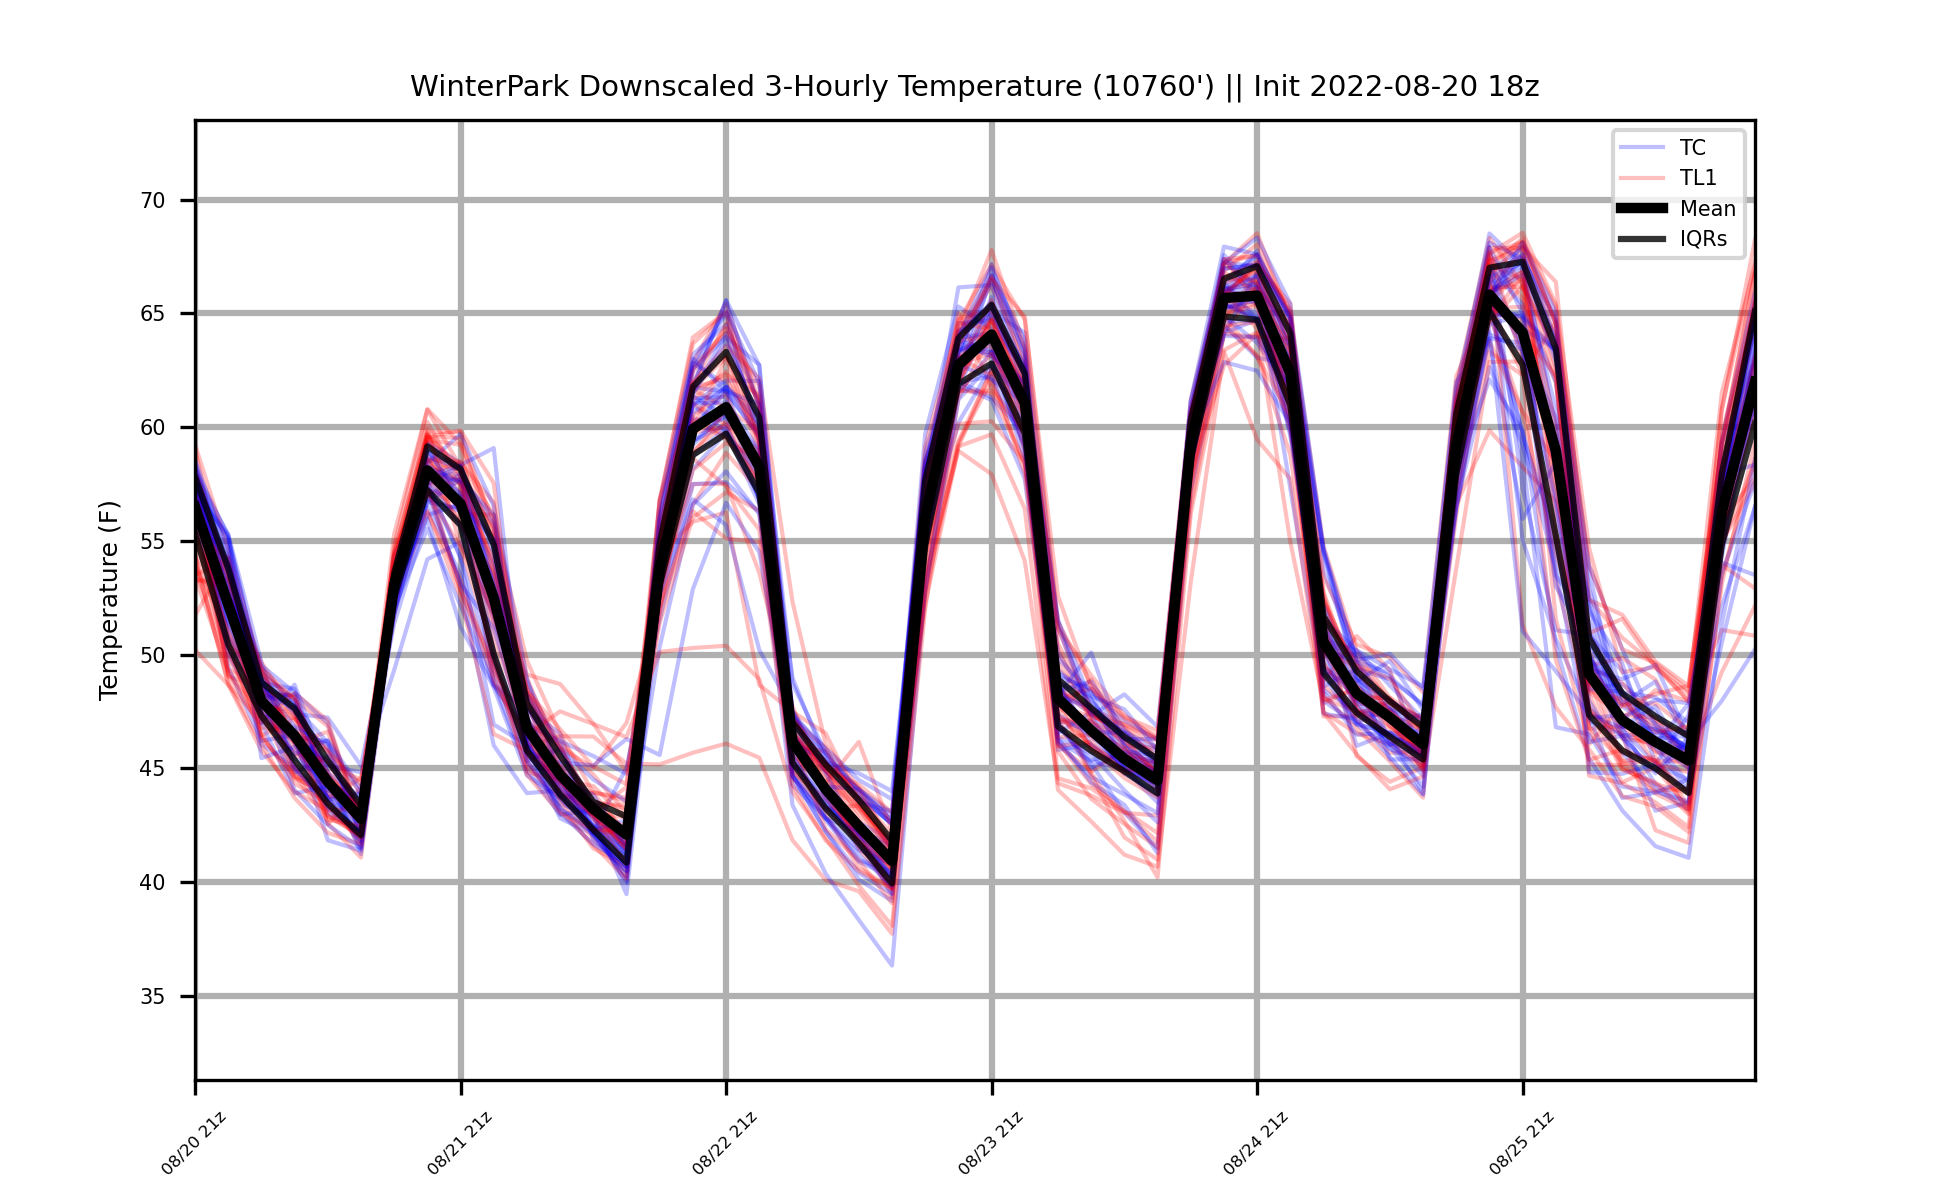 WinterPark Downscaled 3-Hourly Temperature (10760') || Init 2022-08-20 18z
TC
TL1
Mean
IQRs
Temperature (F)
70
65
60
55
50
45
40
35
08/20 21z
08/21 21z
08/22 21z
08/23 21z
08/24 21z
08/25 21z